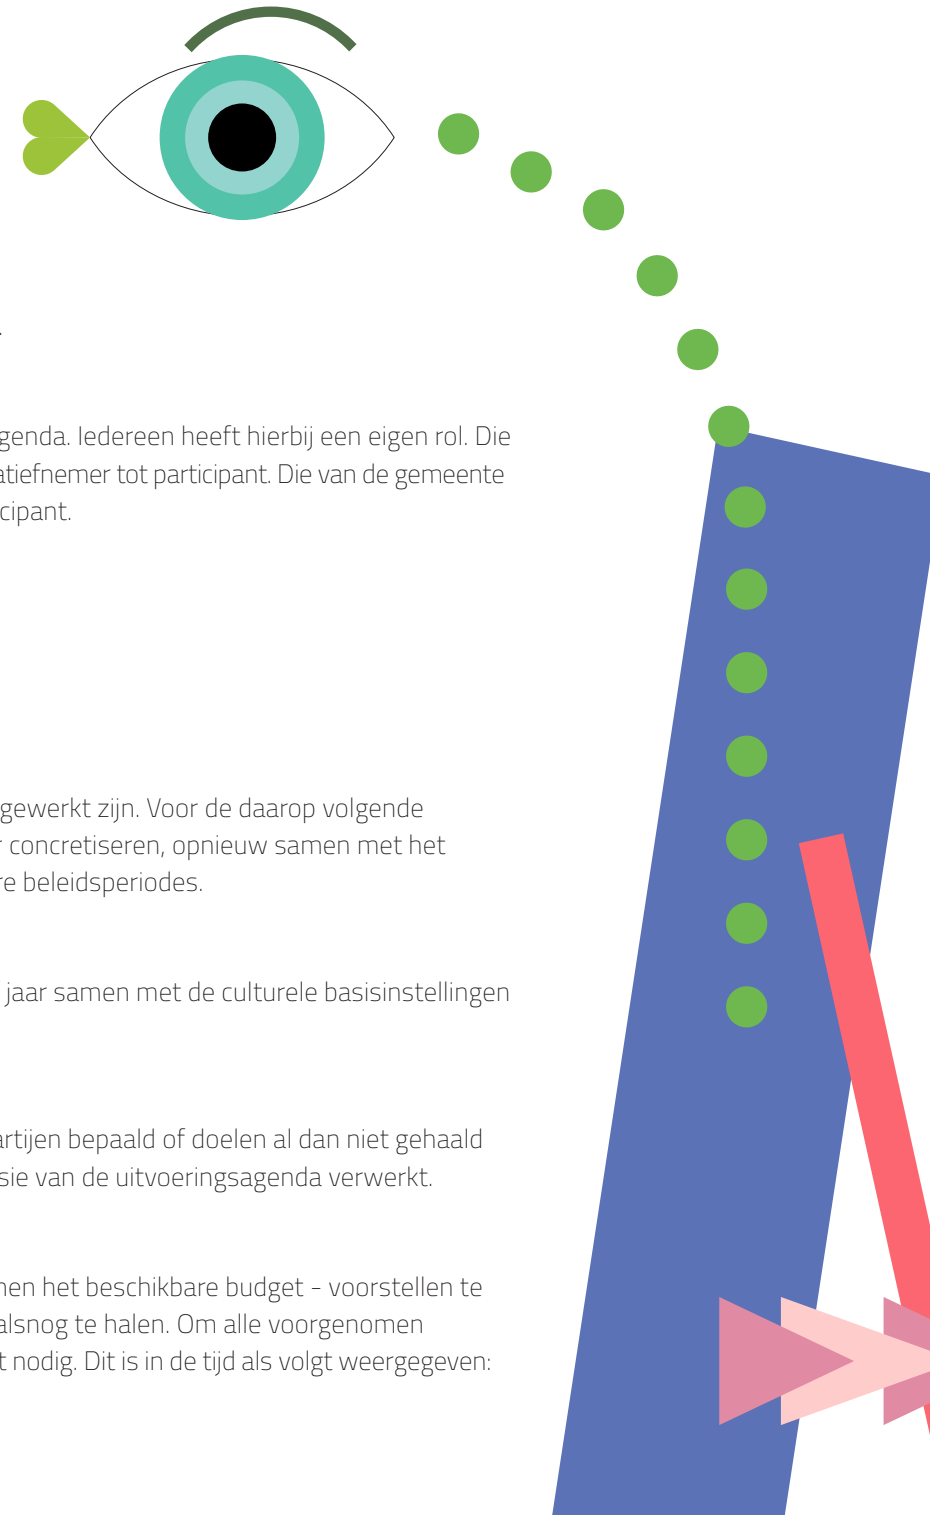 genda. Iedereen heeft hierbij een eigen rol. Die
atiefnemer tot participant. Die van de gemeente
cipant.
gewerkt zijn. Voor de daarop volgende
r concretiseren, opnieuw samen met het
re beleidsperiodes.
jaar samen met de culturele basisinstellingen
artijen bepaald of doelen al dan niet gehaald
sie van de uitvoeringsagenda verwerkt.
nen het beschikbare budget - voorstellen te
alsnog te halen. Om alle voorgenomen
t nodig. Dit is in de tijd als volgt weergegeven: